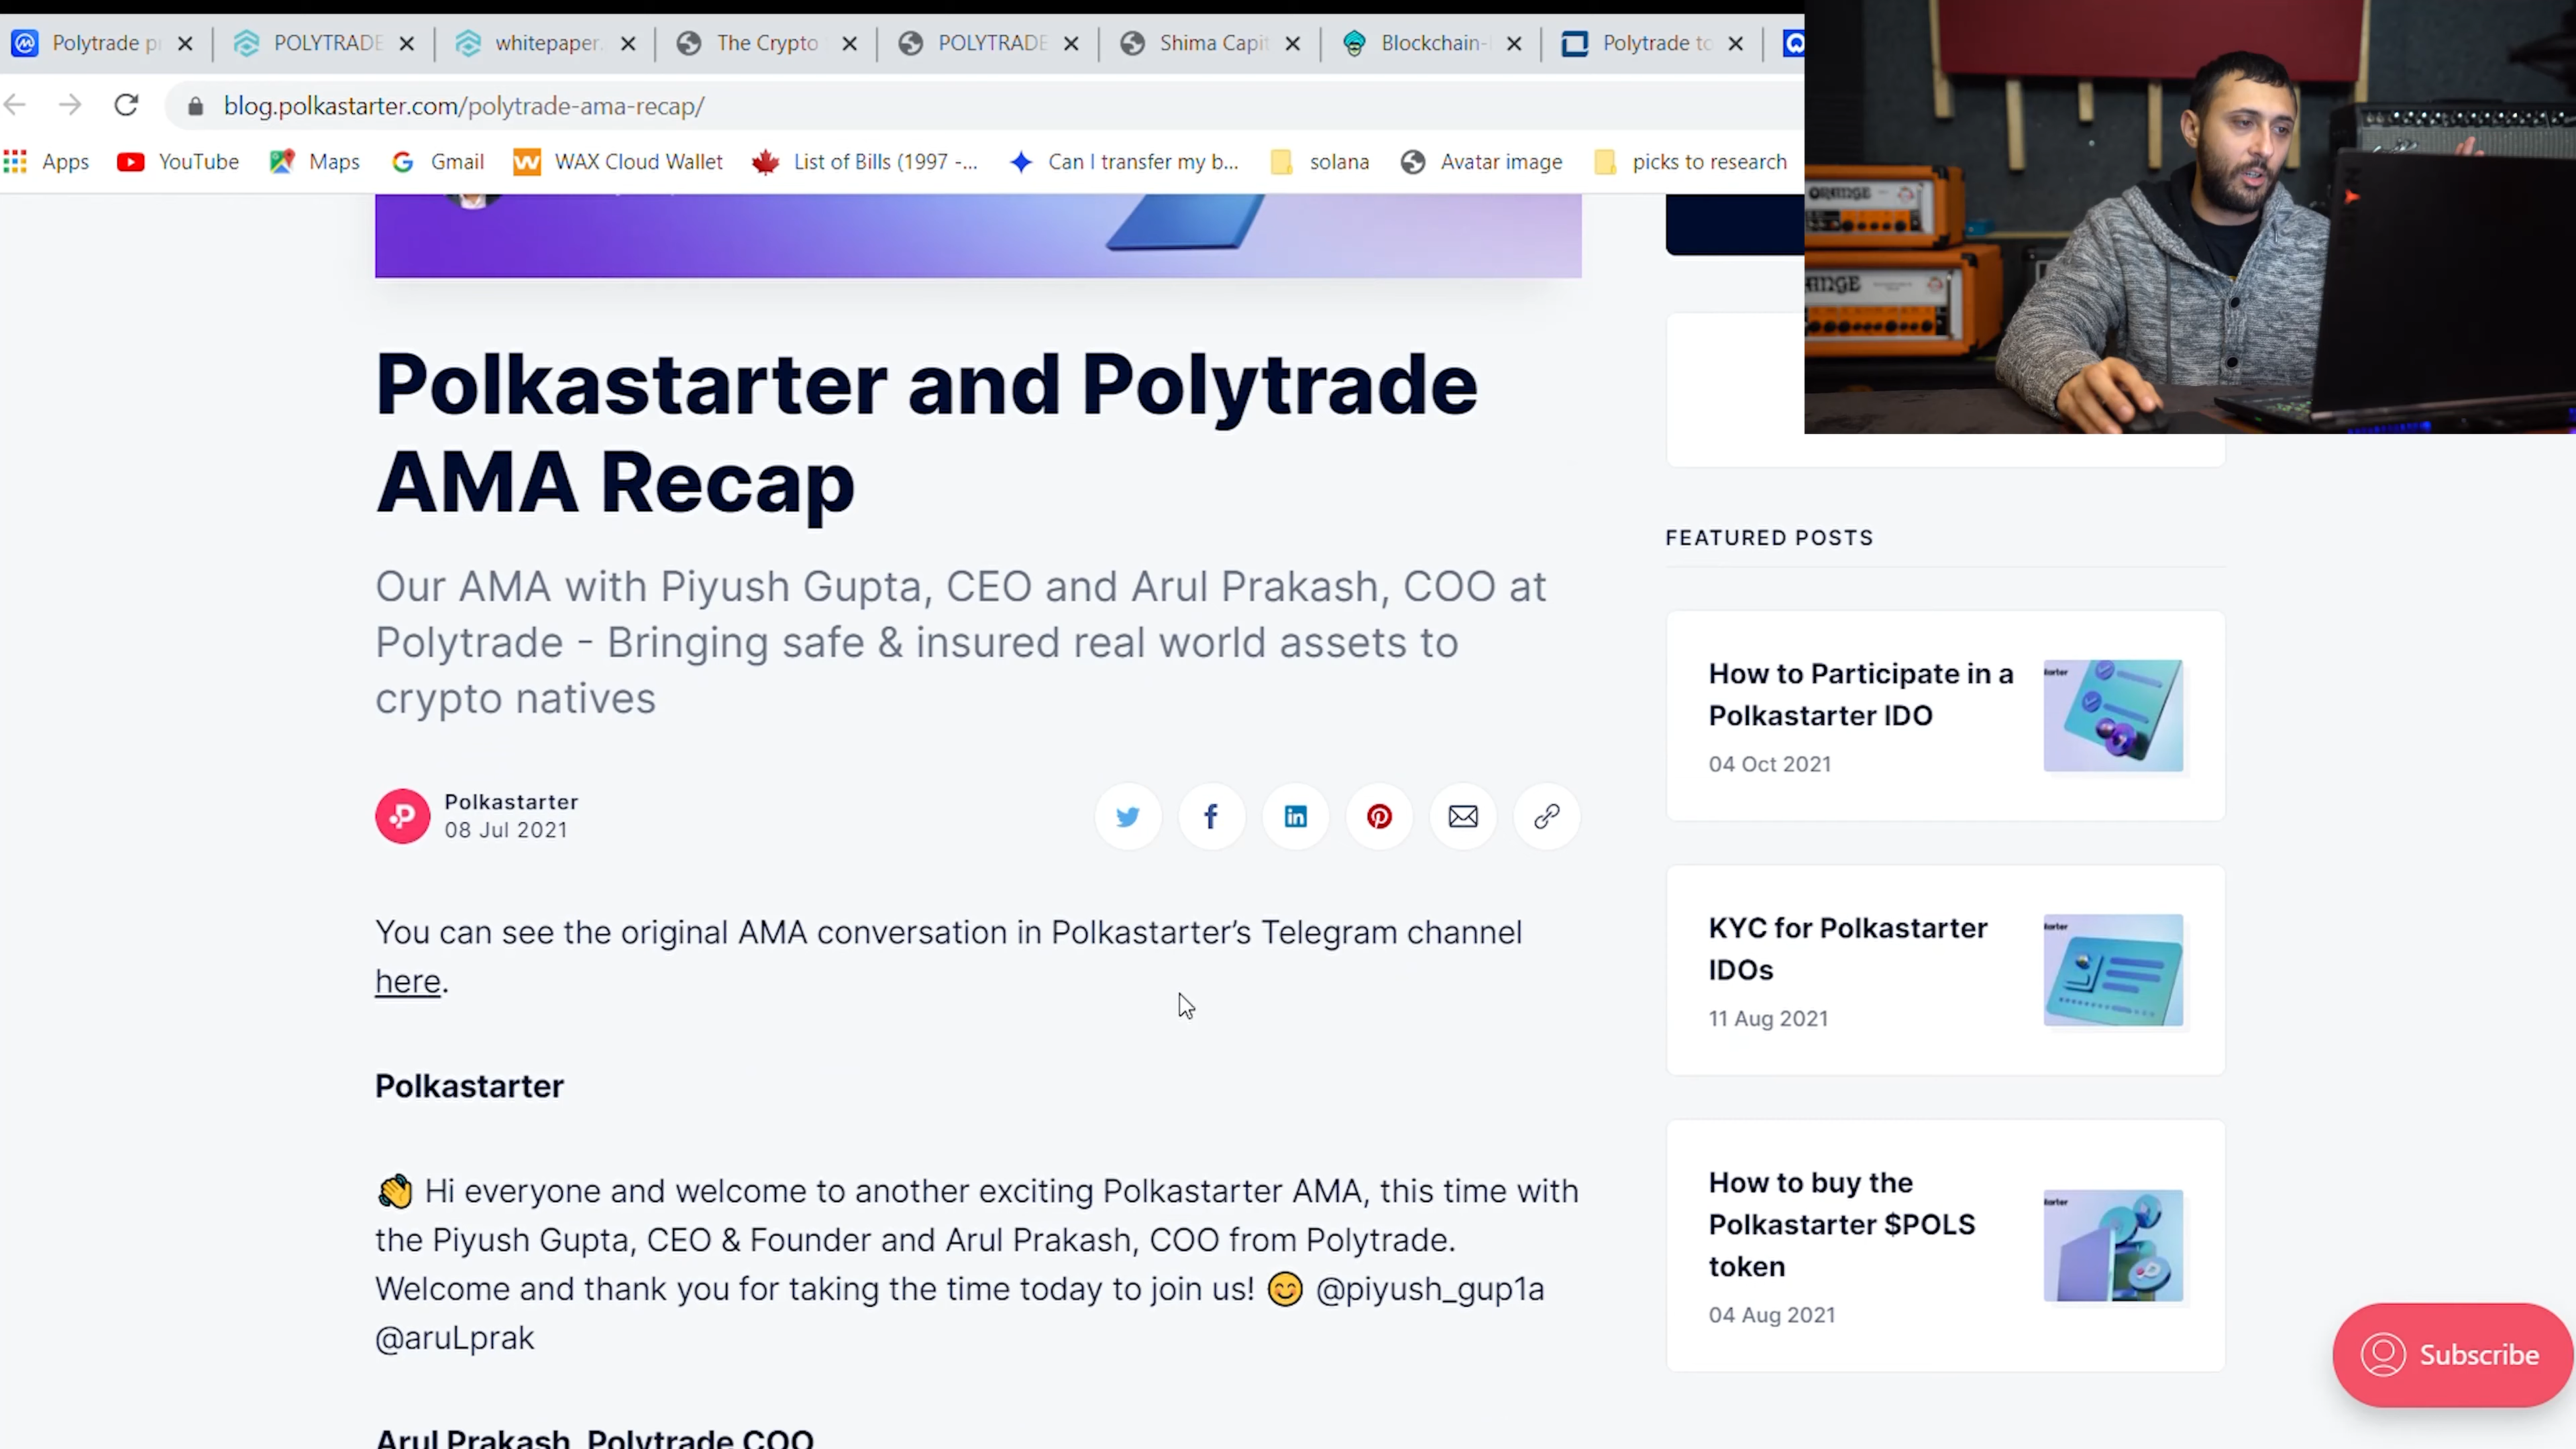 Polytrade p
POLYTRADE
whitepaper.
The Crypto
POLYTRADE
Shima Capit
Blockchain-
Polytrade to
blog.polkastarter.com/polytrade-ama-recap/
Apps
YouTube
Maps
Gmail
WAX Cloud Wallet
List of Bills (1997 -...
Can I transfer my b...
solana
Avatar image
picks to research
ORANGE
ANGE
Polkastarter and Polytrade
AMA Recap
Our AMA with Piyush Gupta, CEO and Arul Prakash, COO at
Polytrade - Bringing safe & insured real world assets to
crypto natives
Polkastarter
08 Jul 2021
You can see the original AMA conversation in Polkastarter’s Telegram channel
here.
Polkastarter
👏 Hi everyone and welcome to another exciting Polkastarter AMA, this time with
the Piyush Gupta, CEO & Founder and Arul Prakash, COO from Polytrade.
Welcome and thank you for taking the time today to join us! 😊 @piyush_gup1a
@aruLprak
Arul Prakash, Polytrade COO
FEATURED POSTS
How to Participate in a
Polkastarter IDO
04 Oct 2021
KYC for Polkastarter
IDOs
11 Aug 2021
How to buy the
Polkastarter $POLS
token
04 Aug 2021
Subscribe